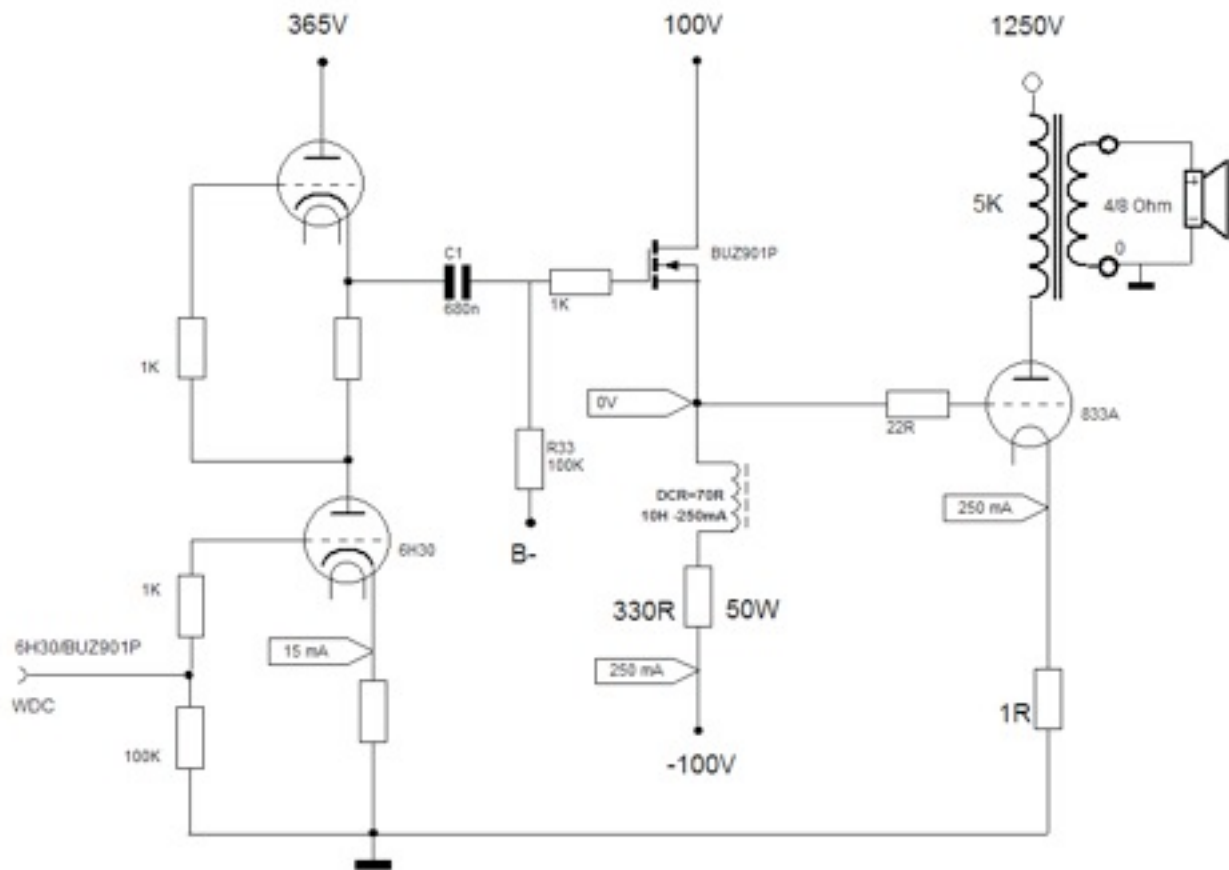 365V
100V
1250V
5K
4/8 Ohm
+
-
0
C1
680n
BUZ901P
1K
1K
0V
22R
833A
R33
100K
DCR=70R
10H -250mA
250 mA
B-
6H30
1K
330R
50W
6H30/BUZ901P
15 mA
250 mA
WDC
1R
100K
-100V